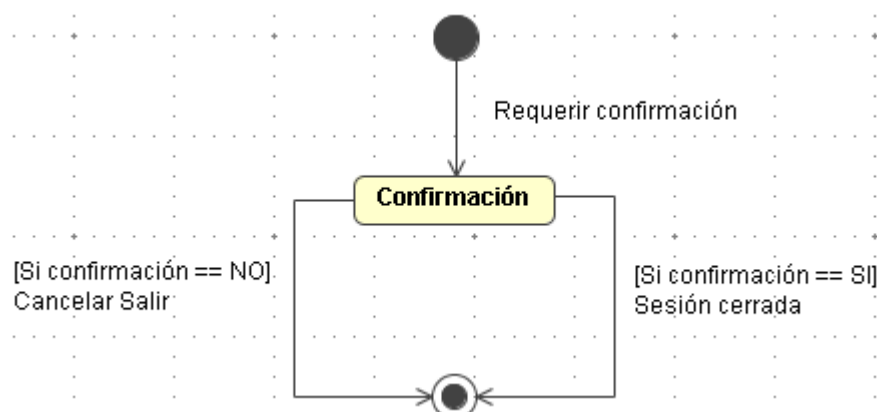 Requerir confirmación
Confirmación
[Si confirmación == NO]
Cancelar Salir
[Si confirmación == SI]
Sesión cerrada